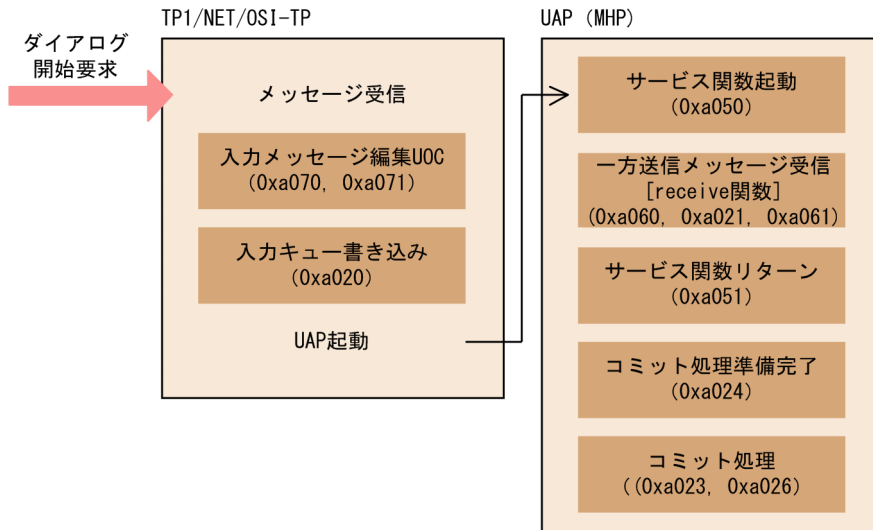 TP1/NET/OSI-TP
UAP (MHP)
ダイアログ
開始要求
メッセージ受信
入力メッセージ編集UOC
(0xa070, 0xa071)
入力キュー書き込み
(0xa020)
UAP起動
サービス関数起動
(0xa050)
一方送信メッセージ受信
[receive関数]
(0xa060, 0xa021, 0xa061)
サービス関数リターン
(0xa051)
コミット処理準備完了
(0xa024)
コミット処理
((0xa023, 0xa026)